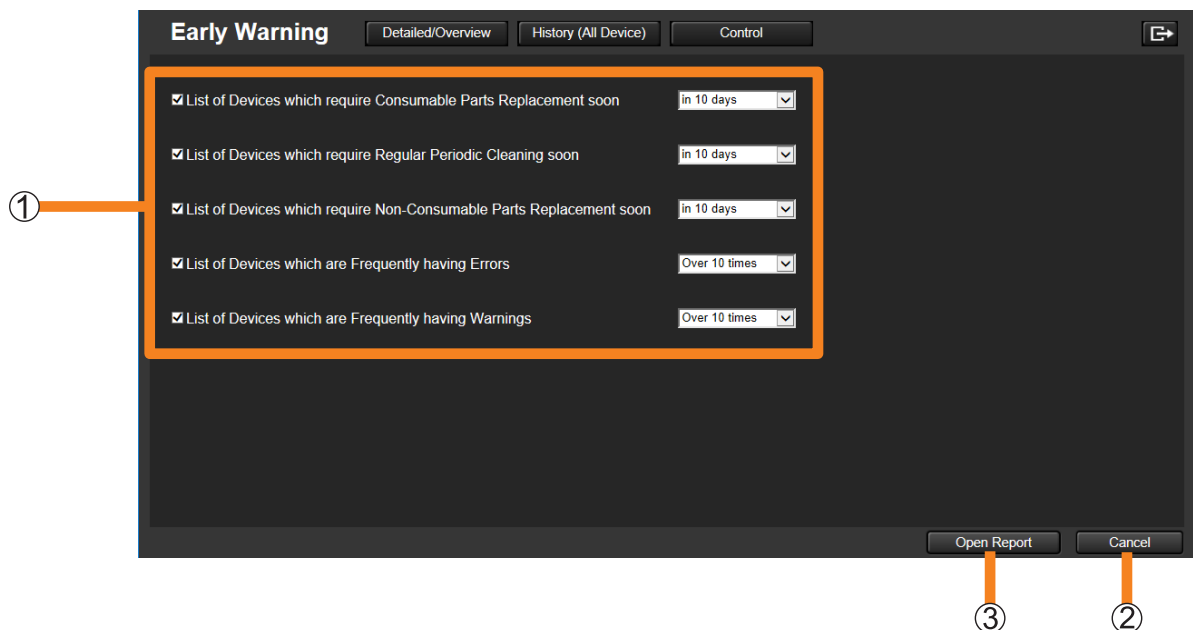 Early Warning
Detailed/Overview
History (All Device)
Control
List of Devices which require Consumable Parts Replacement soon
in 10 days
List of Devices which require Regular Periodic Cleaning soon
in 10 days
①
List of Devices which require Non-Consumable Parts Replacement soon
in 10 days
List of Devices which are Frequently having Errors
Over 10 times
List of Devices which are Frequently having Warnings
Over 10 times
Open Report
Cancel
③
②